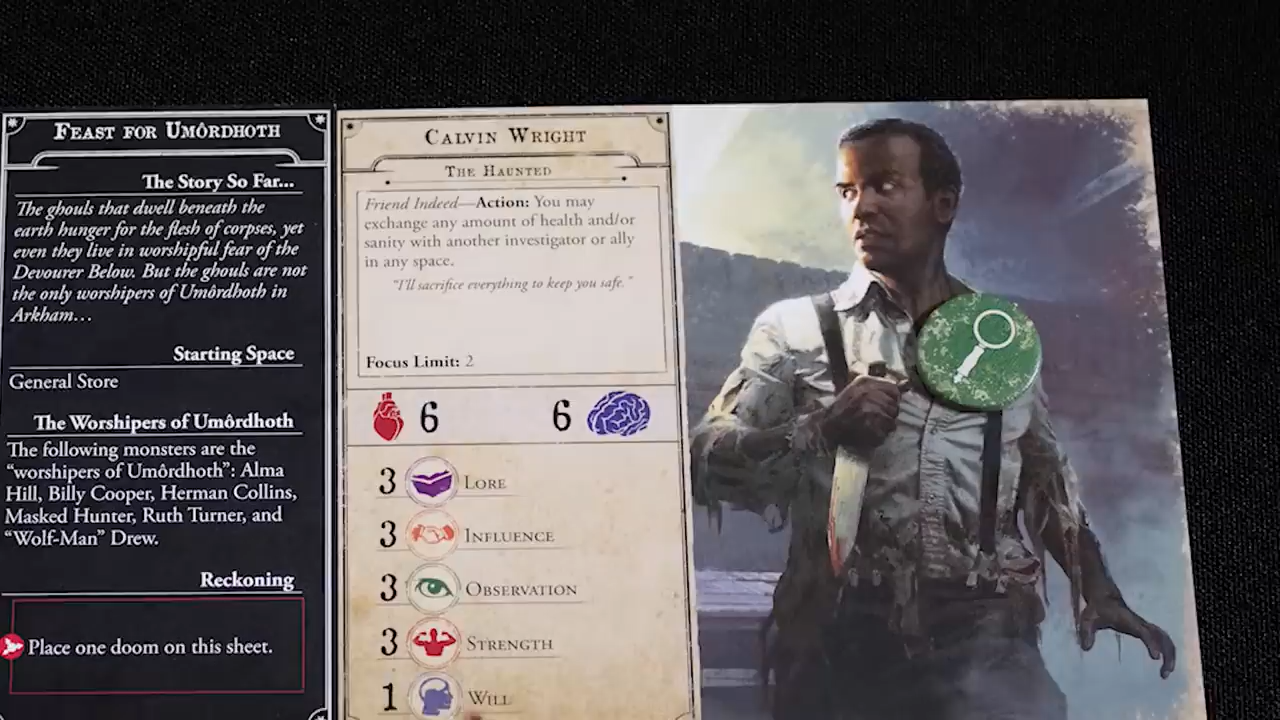 FEAST FOR UMÔRDHOTH
The Story So Far...
The ghouls that dwell beneath the
earth hunger for the flesh of corpses, yet
even they live in worshipful fear of the
Devourer Below. But the ghouls are not
the only worshipers of Umôrdhoth in
Arkham…
Starting Space
General Store
The Worshipers of Umôrdhoth
The following monsters are the
“worshipers of Umôrdhoth”: Alma
Hill, Billy Cooper, Herman Collins,
Masked Hunter, Ruth Turner, and
“Wolf-Man” Drew.
Reckoning
Place one doom on this sheet.
CALVIN WRIGHT
THE HAUNTED
Friend Indeed—Action: You may
exchange any amount of health and/or
sanity with another investigator or ally
in any space.
“I’ll sacrifice everything to keep you safe.”
Focus Limit: 2
6 6
3 LORE
3 INFLUENCE
3 OBSERVATION
3 STRENGTH
1 WILL